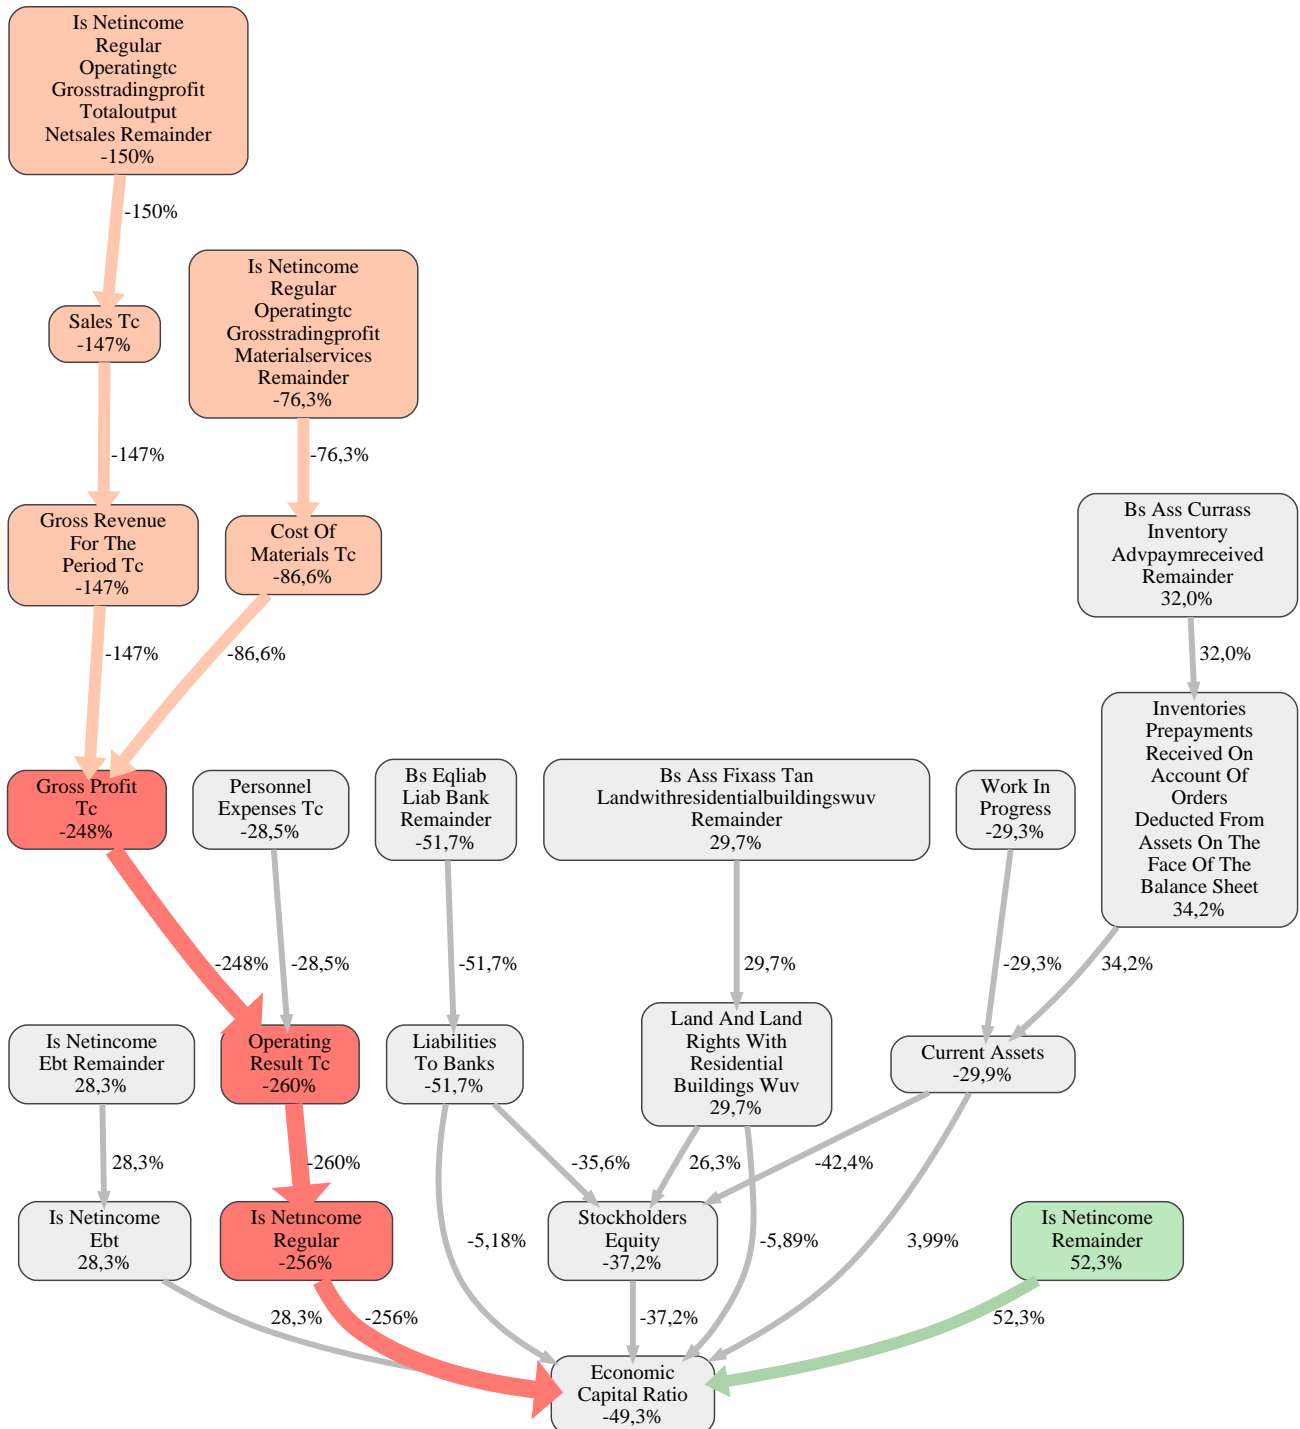 Is Netincome
Regular
Operatingtc
Grosstradingprofit
Totaloutput
Netsales Remainder
-150%
-150%
Is Netincome
Regular
Operatingtc
Grosstradingprofit
Materialservices
Remainder
-76,3%
Sales Tc
-147%
-147%
-76,3%
Gross Revenue
For The
Period Tc
-147%
Cost Of
Materials Tc
-86,6%
Bs Ass Currass
Inventory
Advpaymreceived
Remainder
32,0%
-147%
-86,6%
32,0%
Inventories
Prepayments
Received On
Account Of
Orders
Deducted From
Assets On The
Face Of The
Balance Sheet
34,2%
Gross Profit
Tc
-248%
Personnel
Expenses Tc
-28,5%
Bs Eqliab
Liab Bank
Remainder
-51,7%
Bs Ass Fixass Tan
Landwithresidentialbuildingswuv
Remainder
29,7%
Work In
Progress
-29,3%
-248%
-28,5%
-51,7%
29,7%
-29,3%
34,2%
Is Netincome
Ebt Remainder
28,3%
Operating
Result Tc
-260%
Liabilities
To Banks
-51,7%
Land And Land
Rights With
Residential
Buildings Wuv
29,7%
Current Assets
-29,9%
28,3%
-260%
-35,6%
26,3%
-42,4%
Is Netincome
Ebt
28,3%
Is Netincome
Regular
-256%
Stockholders
Equity
-37,2%
Is Netincome
Remainder
52,3%
-5,18%
-5,89%
3,99%
28,3%
-256%
-37,2%
52,3%
Economic
Capital Ratio
-49,3%